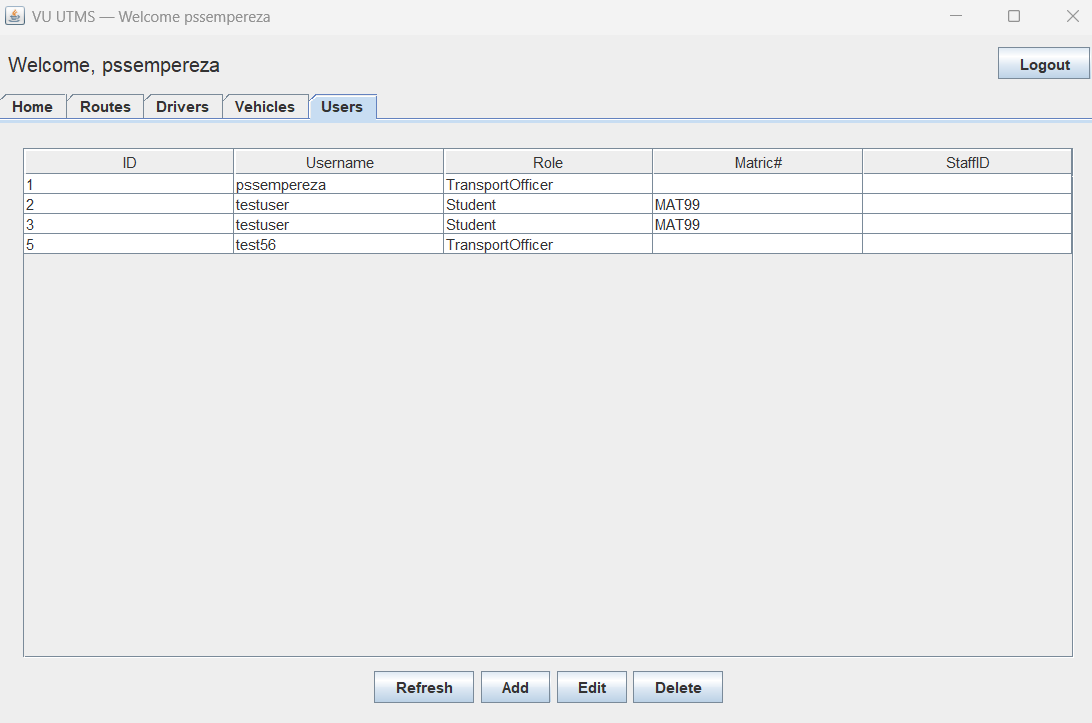 VU UTMS — Welcome pssempereza
Welcome, pssempereza
Logout
Home Routes Drivers Vehicles Users
ID Username Role Matric# StaffID
1 pssempereza TransportOfficer
2 testuser Student MAT99
3 testuser Student MAT99
5 test56 TransportOfficer
Refresh Add Edit Delete